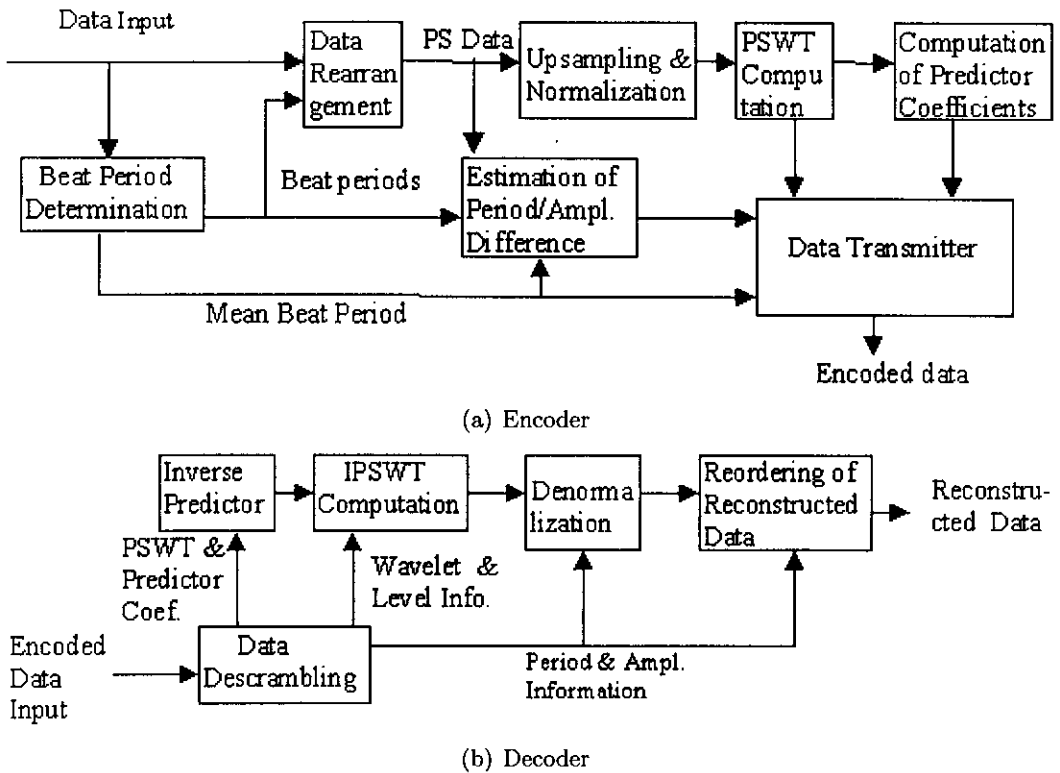 Data Input
Data
Rearran
gement
PS Data
Upsampling &
Normalization
PSWT
Compu
tation
Computation
of Predictor
Coefficients
Beat Period
Determination
Beat periods
Estimation of
Period/Ampl.
Difference
Data Transmitter
Mean Beat Period
Encoded data
(a) Encoder
Inverse
Predictor
IPSWT
Computation
Denorma
lization
Reordering of
Reconstructed
Data
Reconstru-
cted Data
PSWT &
Predictor
Coef.
Wavelet &
Level Info.
Encoded
Data
Input
Data
Descrambling
Period & Ampl.
Information
(b) Decoder